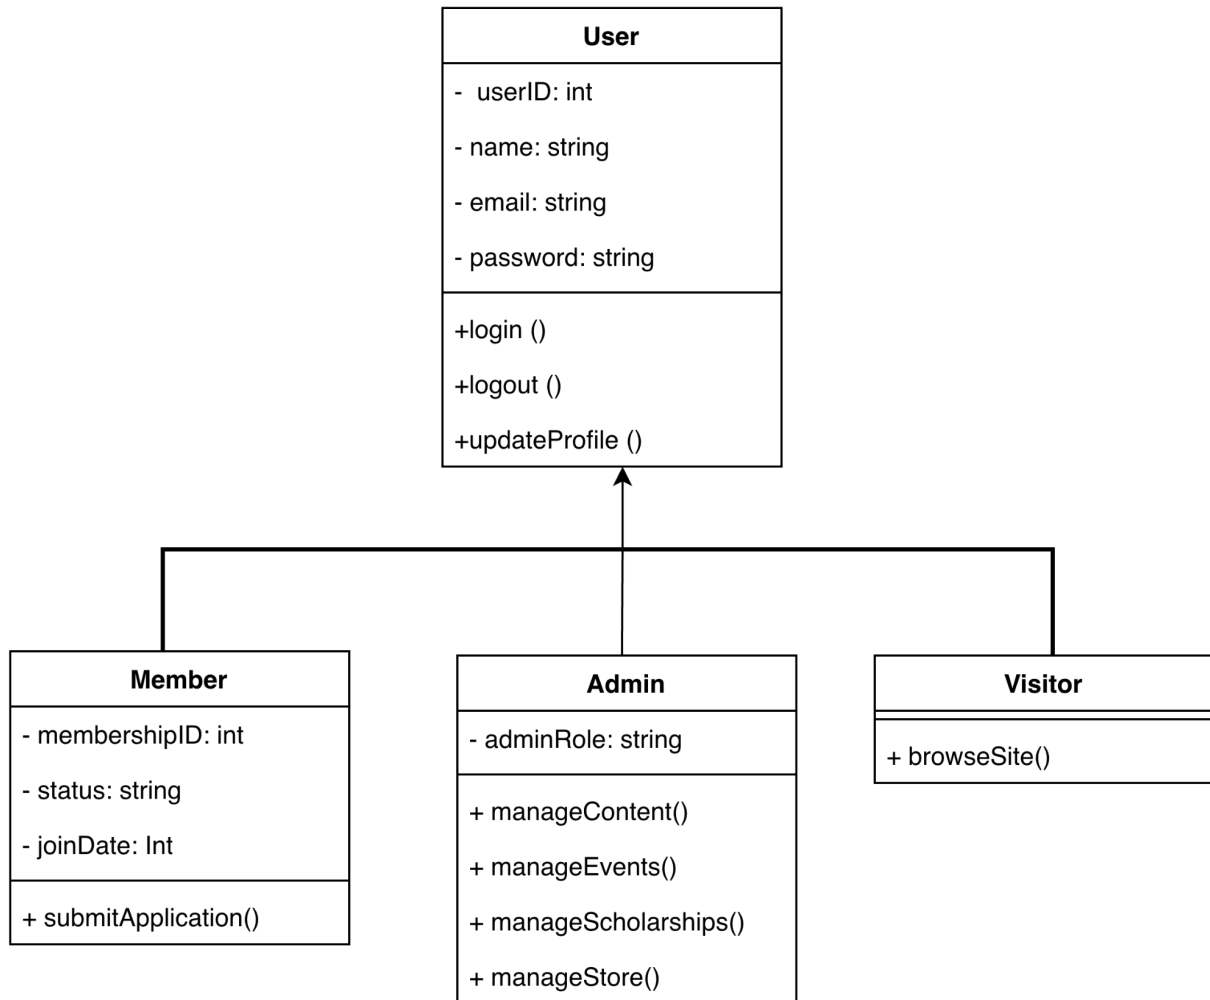 User
- userID: int
- name: string
- email: string
- password: string
+login ()
+logout ()
+updateProfile ()
Member
- membershipID: int
- status: string
- joinDate: Int
+ submitApplication()
Admin
- adminRole: string
+ manageContent()
+ manageEvents()
+ manageScholarships()
+ manageStore()
Visitor
+ browseSite()